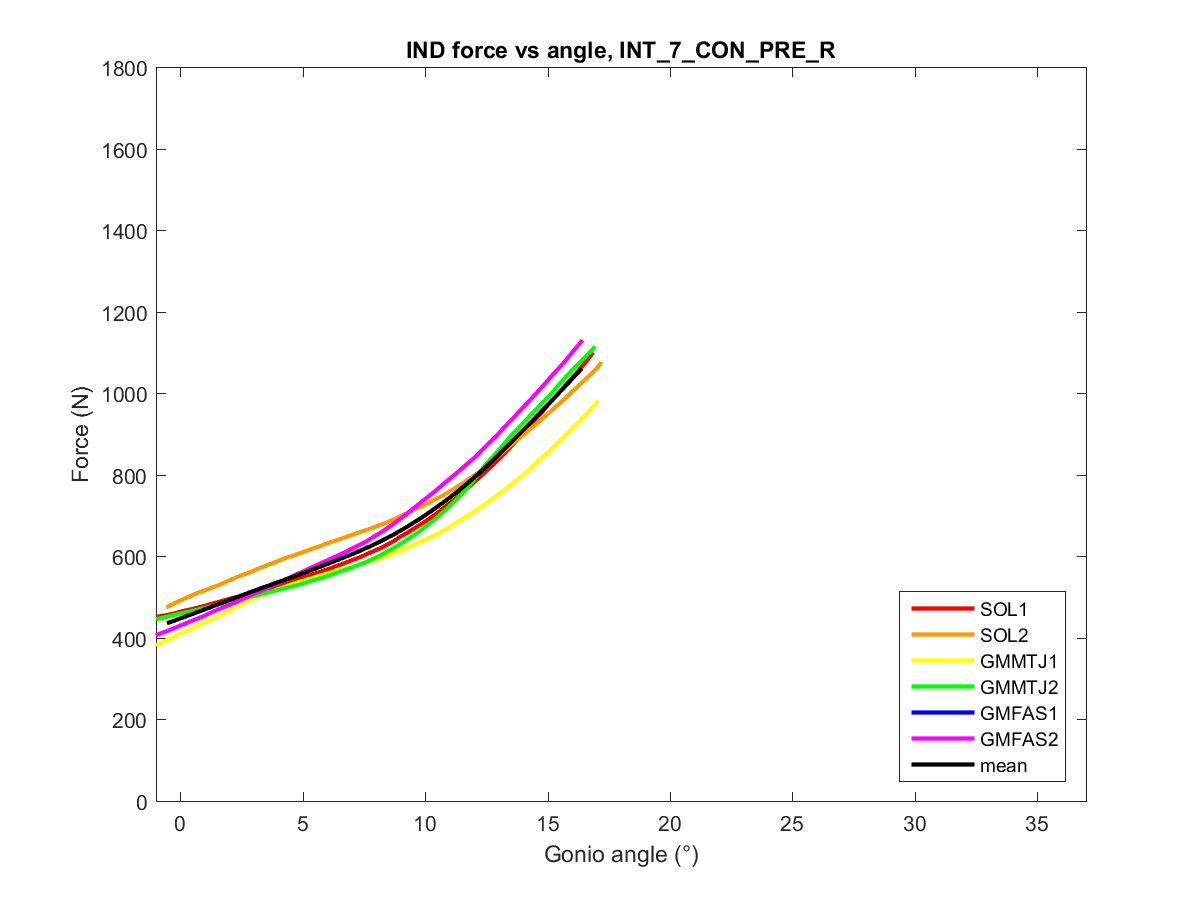 IND force vs angle, INT_7_CON_PRE_R
1800
1600
1400
1200
1000
800
600
400
200
0
Force (N)
0 5 10 15 20 25 30 35
Gonio angle (°)
SOL1
SOL2
GMMTJ1
GMMTJ2
GMFAS1
GMFAS2
mean